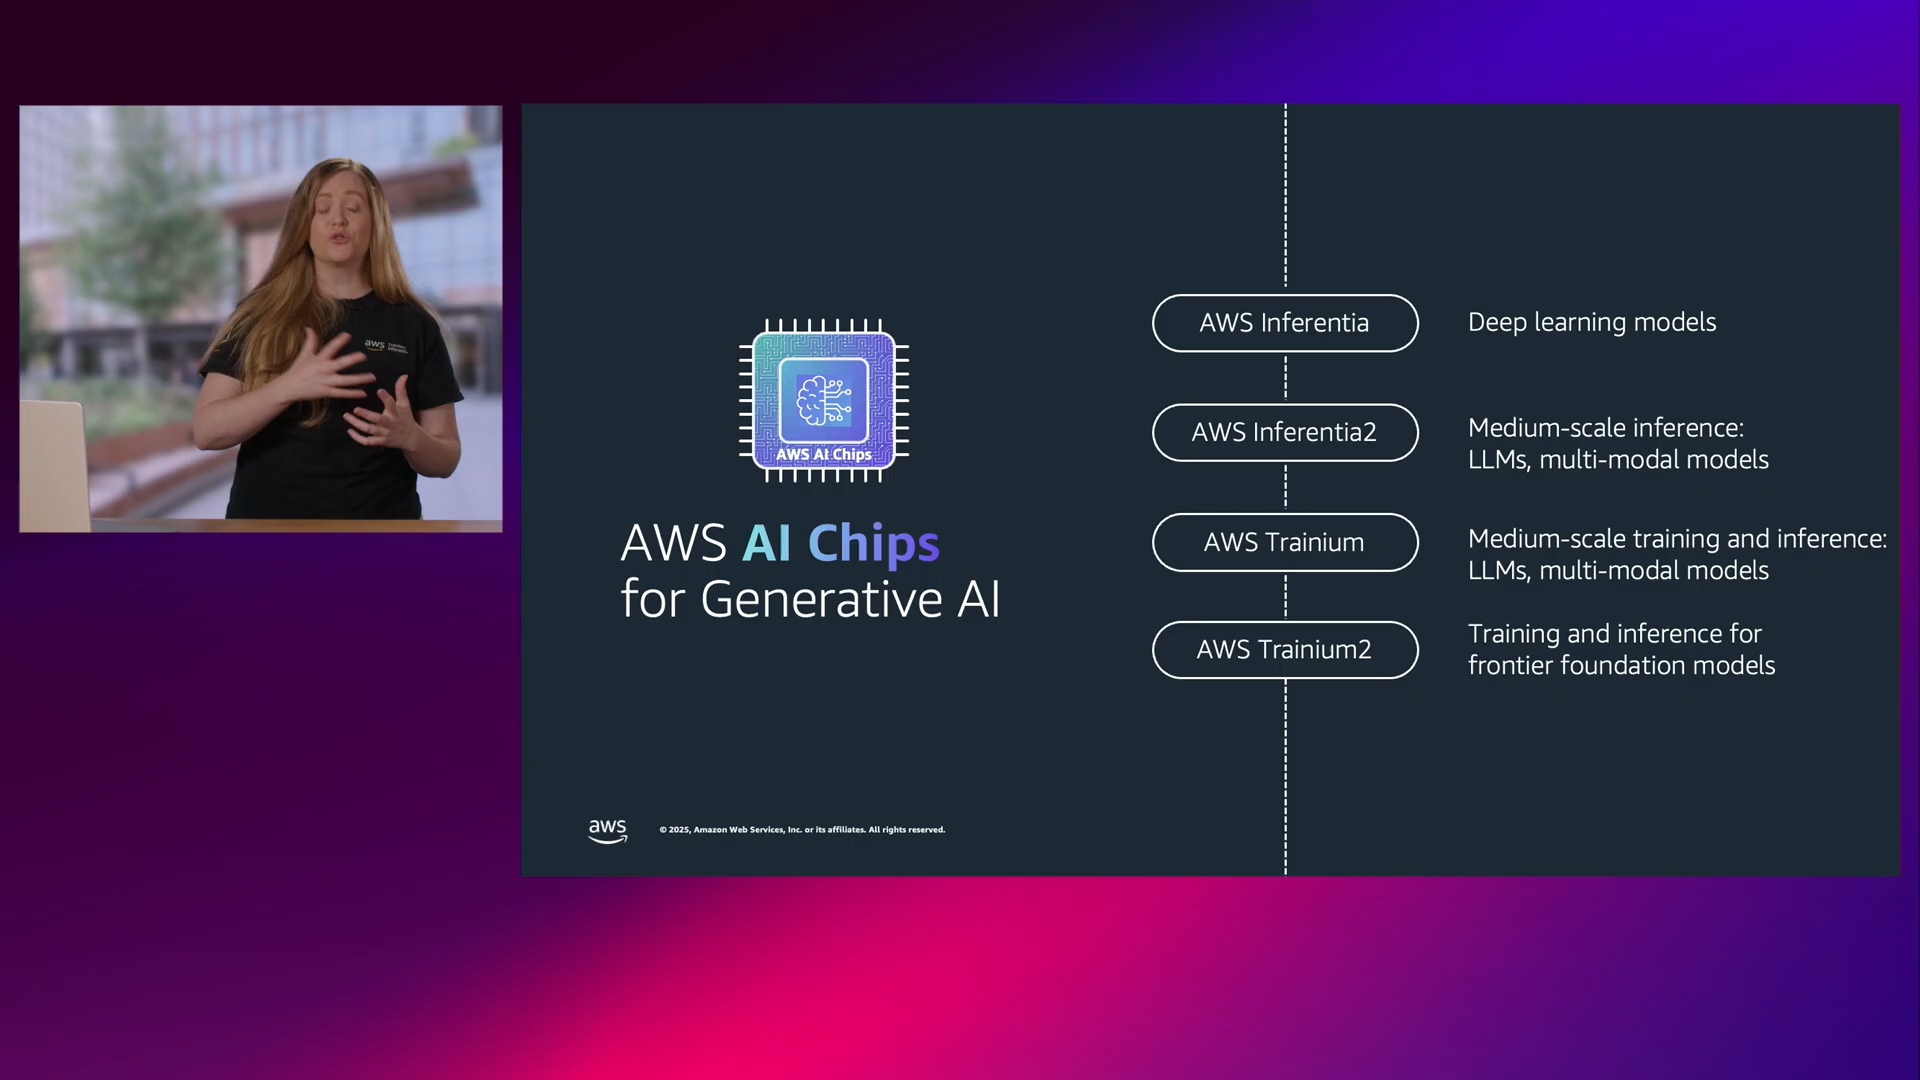 aws
AWS AI Chips
AWS AI Chips
for Generative AI
AWS Inferentia
Deep learning models
AWS Inferentia2
Medium-scale inference:
LLMs, multi-modal models
AWS Trainium
Medium-scale training and inference:
LLMs, multi-modal models
AWS Trainium2
Training and inference for
frontier foundation models
aws
© 2025, Amazon Web Services, Inc. or its affiliates. All rights reserved.